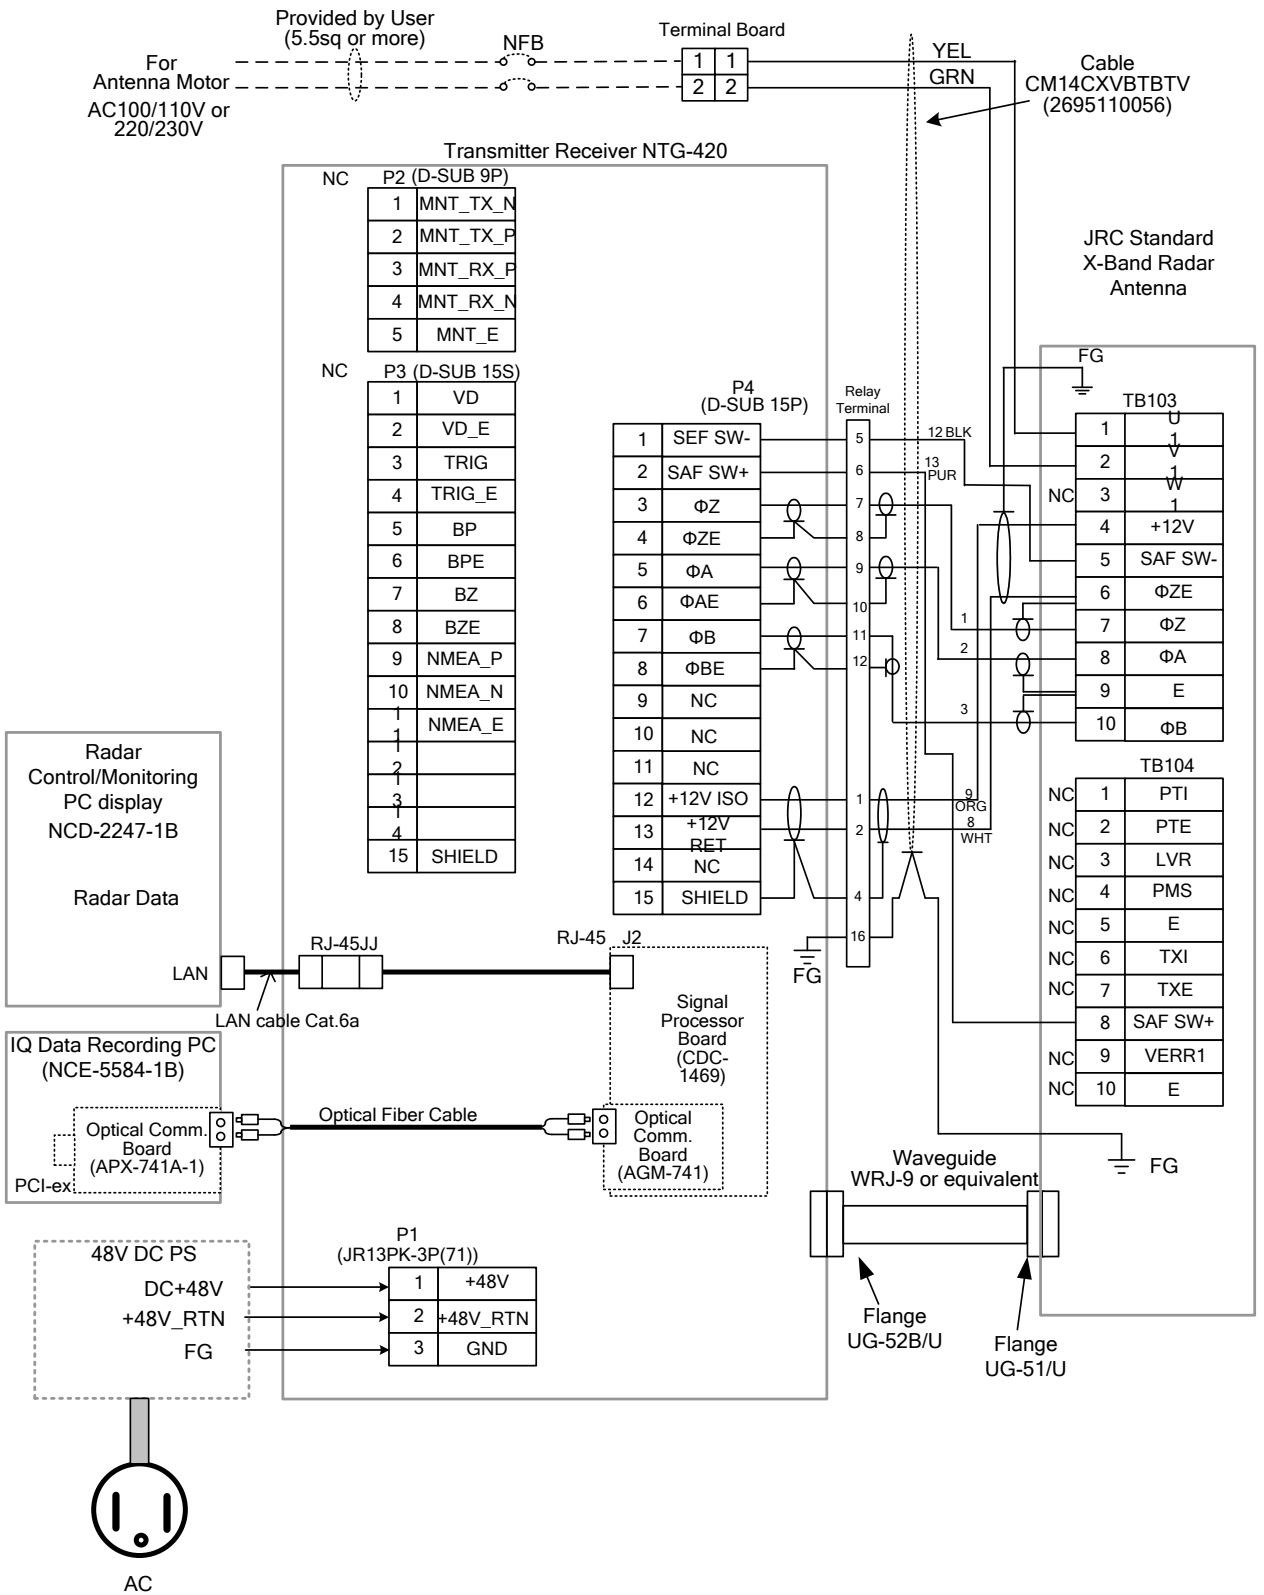 Provided by User
(5.5sq or more)
NFB
Terminal Board
For
Antenna Motor
AC100/110V or
220/230V
1 1
2 2
YEL
GRN
Cable
CM14CXVBTBTV
(2695110056)
Transmitter Receiver NTG-420
NC P2 (D-SUB 9P)
1 MNT_TX_N
2 MNT_TX_P
3 MNT_RX_P
4 MNT_RX_N
5 MNT_E
NC P3 (D-SUB 15S)
1 VD
2 VD_E
3 TRIG
4 TRIG_E
5 BP
6 BPE
7 BZ
8 BZE
9 NMEA_P
10 NMEA_N
11 NMEA_E
12
13
14
15 SHIELD
P4
(D-SUB 15P)
1 SEF SW-
2 SAF SW+
3 ΦZ
4 ΦZE
5 ΦA
6 ΦAE
7 ΦB
8 ΦBE
9 NC
10 NC
11 NC
12 +12V ISO
13 +12V RET
14 NC
15 SHIELD
Relay
Terminal
5
6
7
8
9
10
11
12
1
2
4
16
FG
12 BLK
13
PUR
1
2
3
9
ORG
8
WHT
JRC Standard
X-Band Radar
Antenna
FG
TB103
1 U1
2 V1
NC 3 W1
4 +12V
5 SAF SW-
6 ΦZE
7 ΦZ
8 ΦA
9 E
10 ΦB
TB104
NC 1 PTI
NC 2 PTE
NC 3 LVR
NC 4 PMS
NC 5 E
NC 6 TXI
NC 7 TXE
8 SAF SW+
NC 9 VERR1
NC 10 E
FG
Radar
Control/Monitoring
PC display
NCD-2247-1B
Radar Data
LAN
RJ-45JJ
RJ-45 J2
LAN cable Cat.6a
Signal
Processor
Board
(CDC-
1469)
IQ Data Recording PC
(NCE-5584-1B)
Optical Comm.
Board
(APX-741A-1)
PCI-ex
Optical Fiber Cable
Optical
Comm.
Board
(AGM-741)
Waveguide
WRJ-9 or equivalent
Flange
UG-52B/U
Flange
UG-51/U
48V DC PS
DC+48V
+48V_RTN
FG
P1
(JR13PK-3P(71))
1 +48V
2 +48V_RTN
3 GND
AC